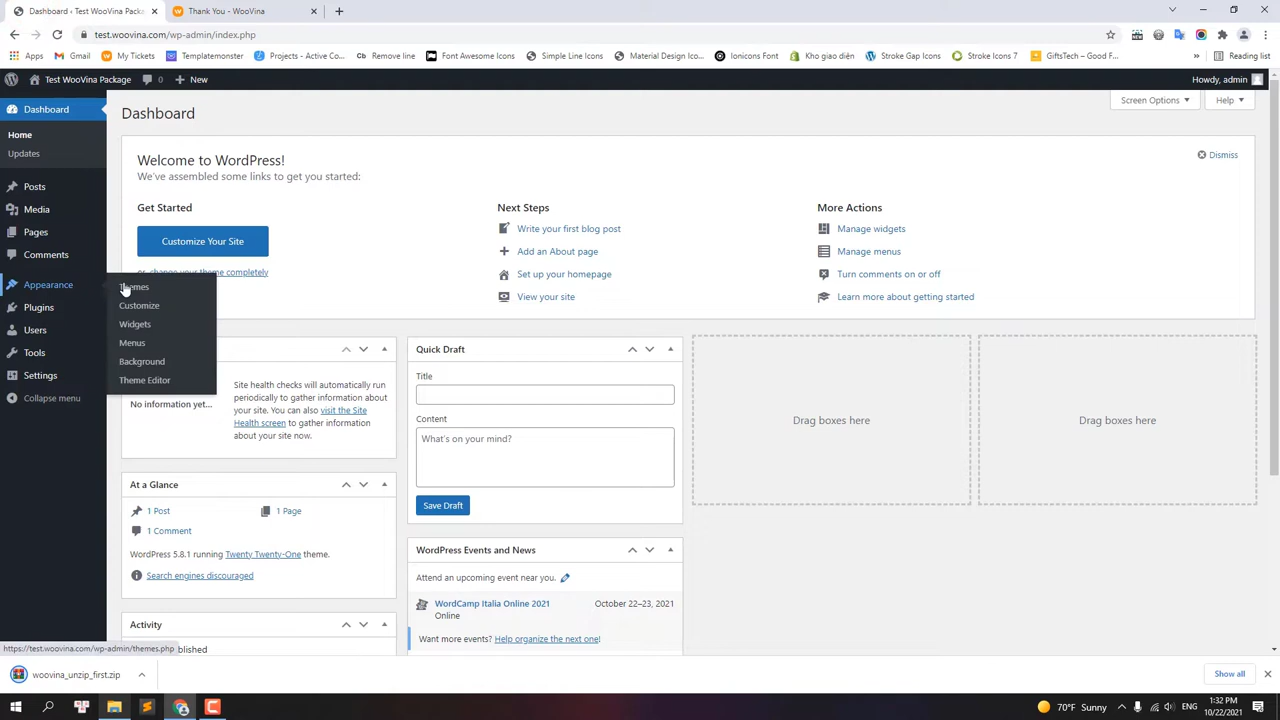 Dashboard ‹ Test WooVina Packa
Thank You - WooVina
test.woovina.com/wp-admin/index.php
Apps
Gmail
My Tickets
Templatemonster
Projects - Active Co...
Cb Remove line
Font Awesome Icons
Simple Line Icons
Material Design Ico...
Ionicons Font
Kho giao diện
Stroke Gap Icons
Stroke Icons 7
GiftsTech – Good F...
»
Reading list
Test WooVina Package
0
New
Howdy, admin
Dashboard
Home
Updates
Posts
Media
Pages
Comments
Appearance
Plugins
Users
Tools
Settings
Collapse menu
Themes
Customize
Widgets
Menus
Background
Theme Editor
Dashboard
Screen Options
Help
Welcome to WordPress!
We've assembled some links to get you started:
Dismiss
Get Started
Customize Your Site
or, change your theme completely
Next Steps
Write your first blog post
Add an About page
Set up your homepage
View your site
More Actions
Manage widgets
Manage menus
Turn comments on or off
Learn more about getting started
No information yet...
Site health checks will automatically run
periodically to gather information about
your site. You can also visit the Site
Health screen to gather information
about your site now.
At a Glance
1 Post
1 Page
1 Comment
WordPress 5.8.1 running Twenty Twenty-One theme.
Search engines discouraged
Activity
blished
Quick Draft
Title
Content
What's on your mind?
Save Draft
WordPress Events and News
Attend an upcoming event near you.
WordCamp Italia Online 2021
October 22–23, 2021
Online
Want more events? Help organize the next one!
Drag boxes here
Drag boxes here
https://test.woovina.com/wp-admin/themes.php
woovina_unzip_first.zip
Show all
70°F Sunny
ENG
1:32 PM
10/22/2021